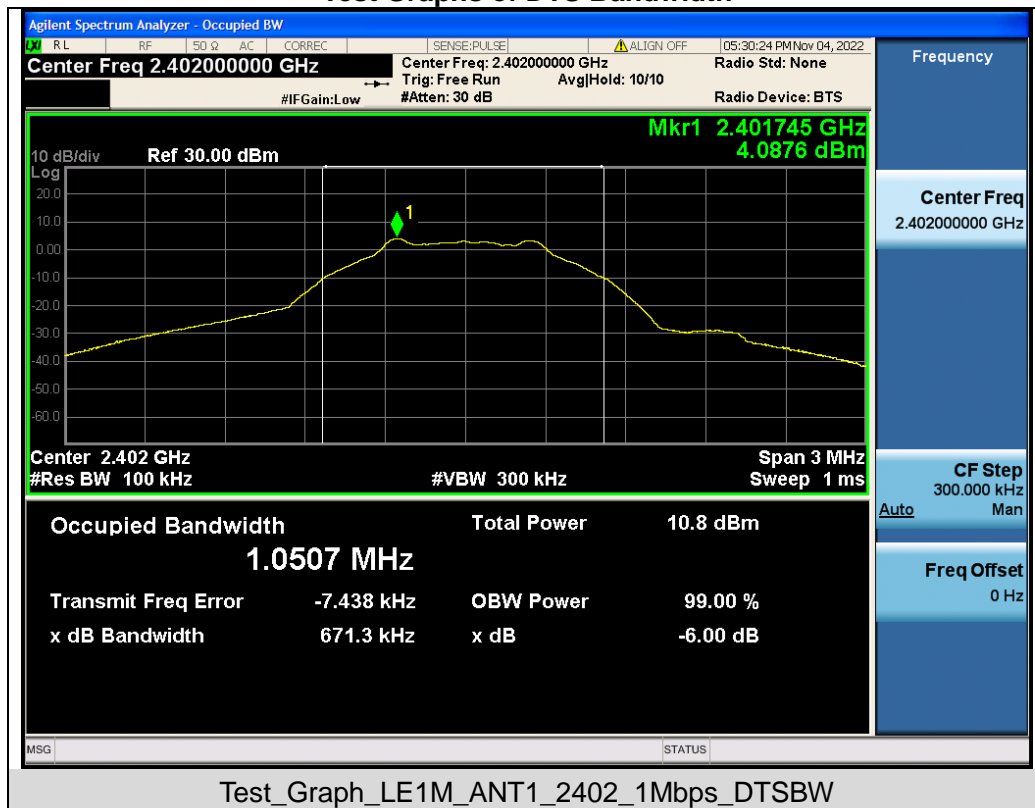 Agilent Spectrum Analyzer - Occupied BW
LXI RL RF 50 Ω AC CORREC SENSE:PULSE ALIGN OFF 05:30:24 PM Nov 04, 2022
Center Freq 2.402000000 GHz
Center Freq: 2.402000000 GHz
Radio Std: None
Trig: Free Run Avg|Hold: 10/10
#IFGain:Low #Atten: 30 dB
Radio Device: BTS
Frequency
Mkr1 2.401745 GHz
4.0876 dBm
10 dB/div Ref 30.00 dBm
Log
20.0
10.0
0.00
-10.0
-20.0
-30.0
-40.0
-50.0
-60.0
1
Center 2.402 GHz Span 3 MHz
#Res BW 100 kHz #VBW 300 kHz Sweep 1 ms
Center Freq
2.402000000 GHz
CF Step
300.000 kHz
Auto Man
Freq Offset
0 Hz
Occupied Bandwidth Total Power 10.8 dBm
1.0507 MHz
Transmit Freq Error -7.438 kHz OBW Power 99.00 %
x dB Bandwidth 671.3 kHz x dB -6.00 dB
MSG STATUS
Test_Graph_LE1M_ANT1_2402_1Mbps_DTSBW